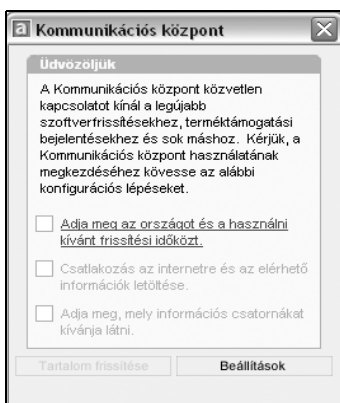 a Kommunikációs központ
Üdvözöljük
A Kommunikációs központ közvetlen
kapcsolatot kínál a legújabb
szoftverfrissítésekhez, terméktámogatási
bejelentésekhez és sok máshoz. Kérjük, a
Kommunikációs központ használatának
megkezdéséhez kövesse az alábbi
konfigurációs lépéseket.
Adja meg az országot és a használni
kívánt frissítési időközt.
Csatlakozás az internetre és az elérhető
információk letöltése.
Adja meg, mely információs csatornákat
kívánja látni.
Tartalom frissítése Beállítások